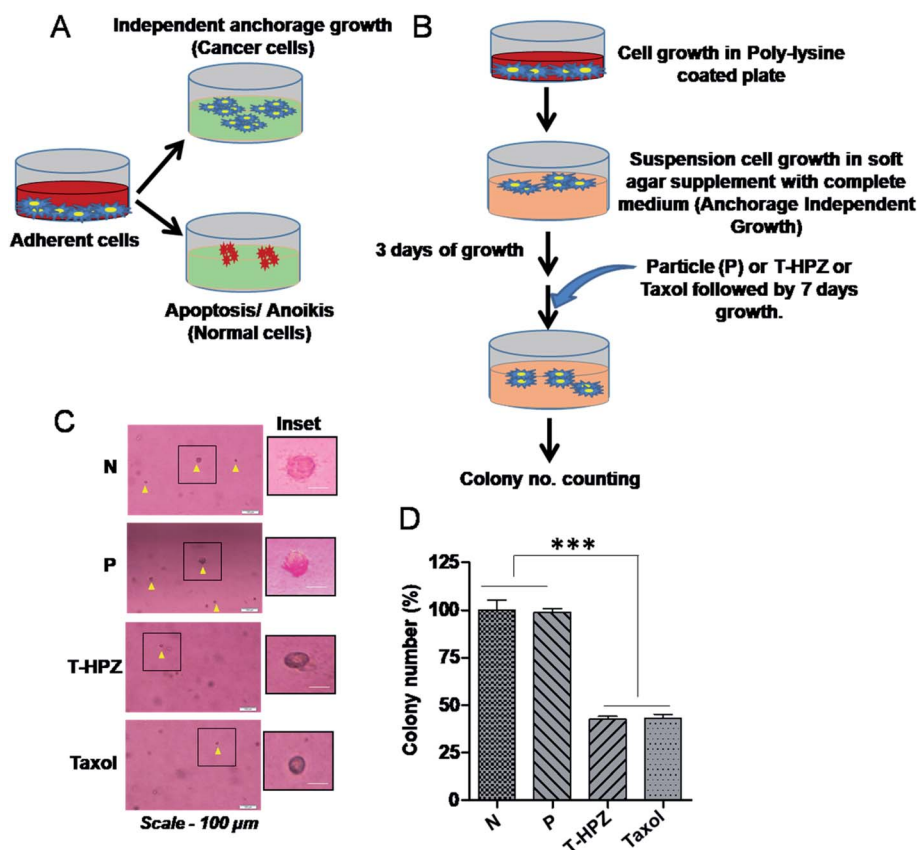 A
Independent anchorage growth
(Cancer cells)
Adherent cells
Apoptosis/ Anoikis
(Normal cells)
B
Cell growth in Poly-lysine
coated plate
Suspension cell growth in soft
agar supplement with complete
medium (Anchorage Independent
Growth)
3 days of growth
Particle (P) or T-HPZ or
Taxol followed by 7 days
growth.
Colony no. counting
C
Inset
N
P
T-HPZ
Taxol
Scale - 100 µm
D
***
Colony number (%)
125
100
75
50
25
0
N
P
T-HPZ
Taxol